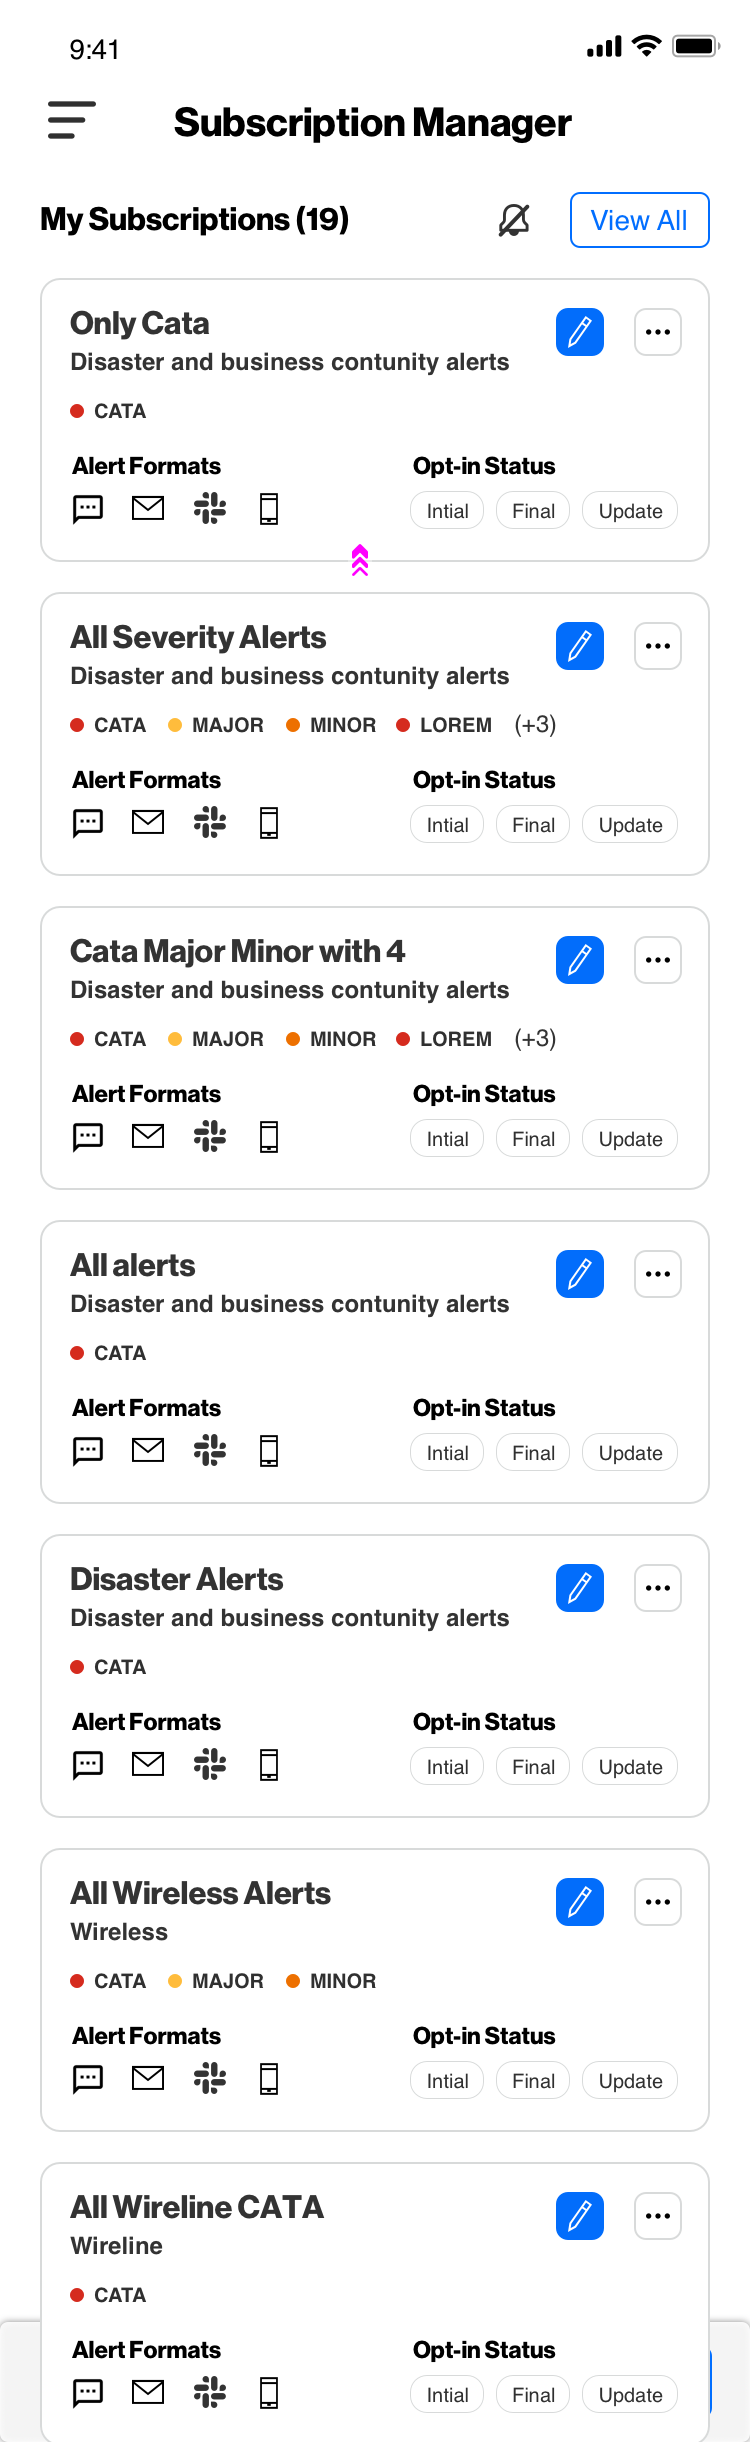 9:41
Subscription Manager
My Subscriptions (19)
View All
Only Cata
Disaster and business contunity alerts
CATA
Alert Formats Opt-in Status
Intial Final Update
All Severity Alerts
Disaster and business contunity alerts
CATA MAJOR MINOR LOREM (+3)
Alert Formats Opt-in Status
Intial Final Update
Cata Major Minor with 4
Disaster and business contunity alerts
CATA MAJOR MINOR LOREM (+3)
Alert Formats Opt-in Status
Intial Final Update
All alerts
Disaster and business contunity alerts
CATA
Alert Formats Opt-in Status
Intial Final Update
Disaster Alerts
Disaster and business contunity alerts
CATA
Alert Formats Opt-in Status
Intial Final Update
All Wireless Alerts
Wireless
CATA MAJOR MINOR
Alert Formats Opt-in Status
Intial Final Update
All Wireline CATA
Wireline
CATA
Alert Formats Opt-in Status
Intial Final Update